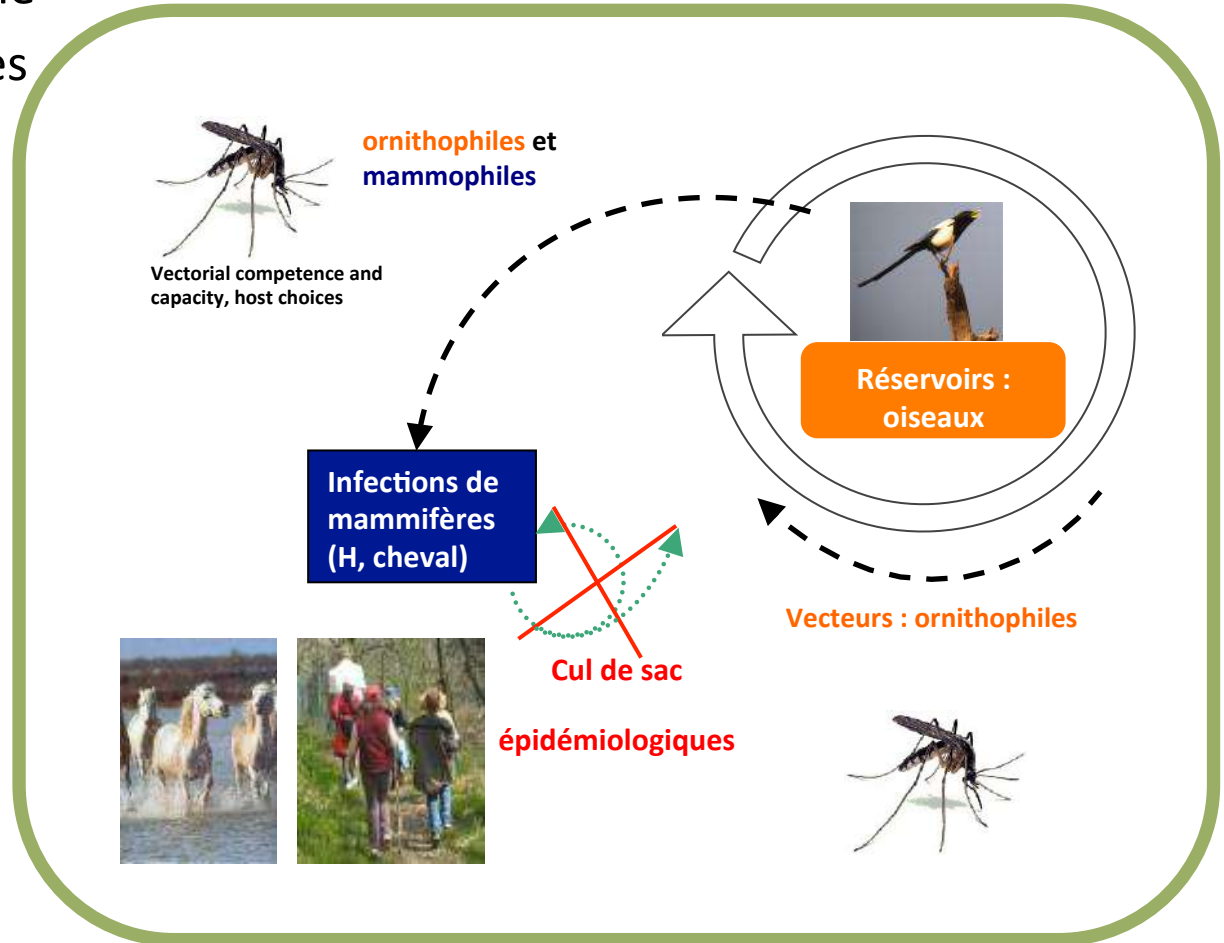 es
ornithophiles et
mammophiles
Vectorial competence and
capacity, host choices
Réservoirs :
oiseaux
Infections de
mammifères
(H, cheval)
Vecteurs : ornithophiles
Cul de sac
épidémiologiques